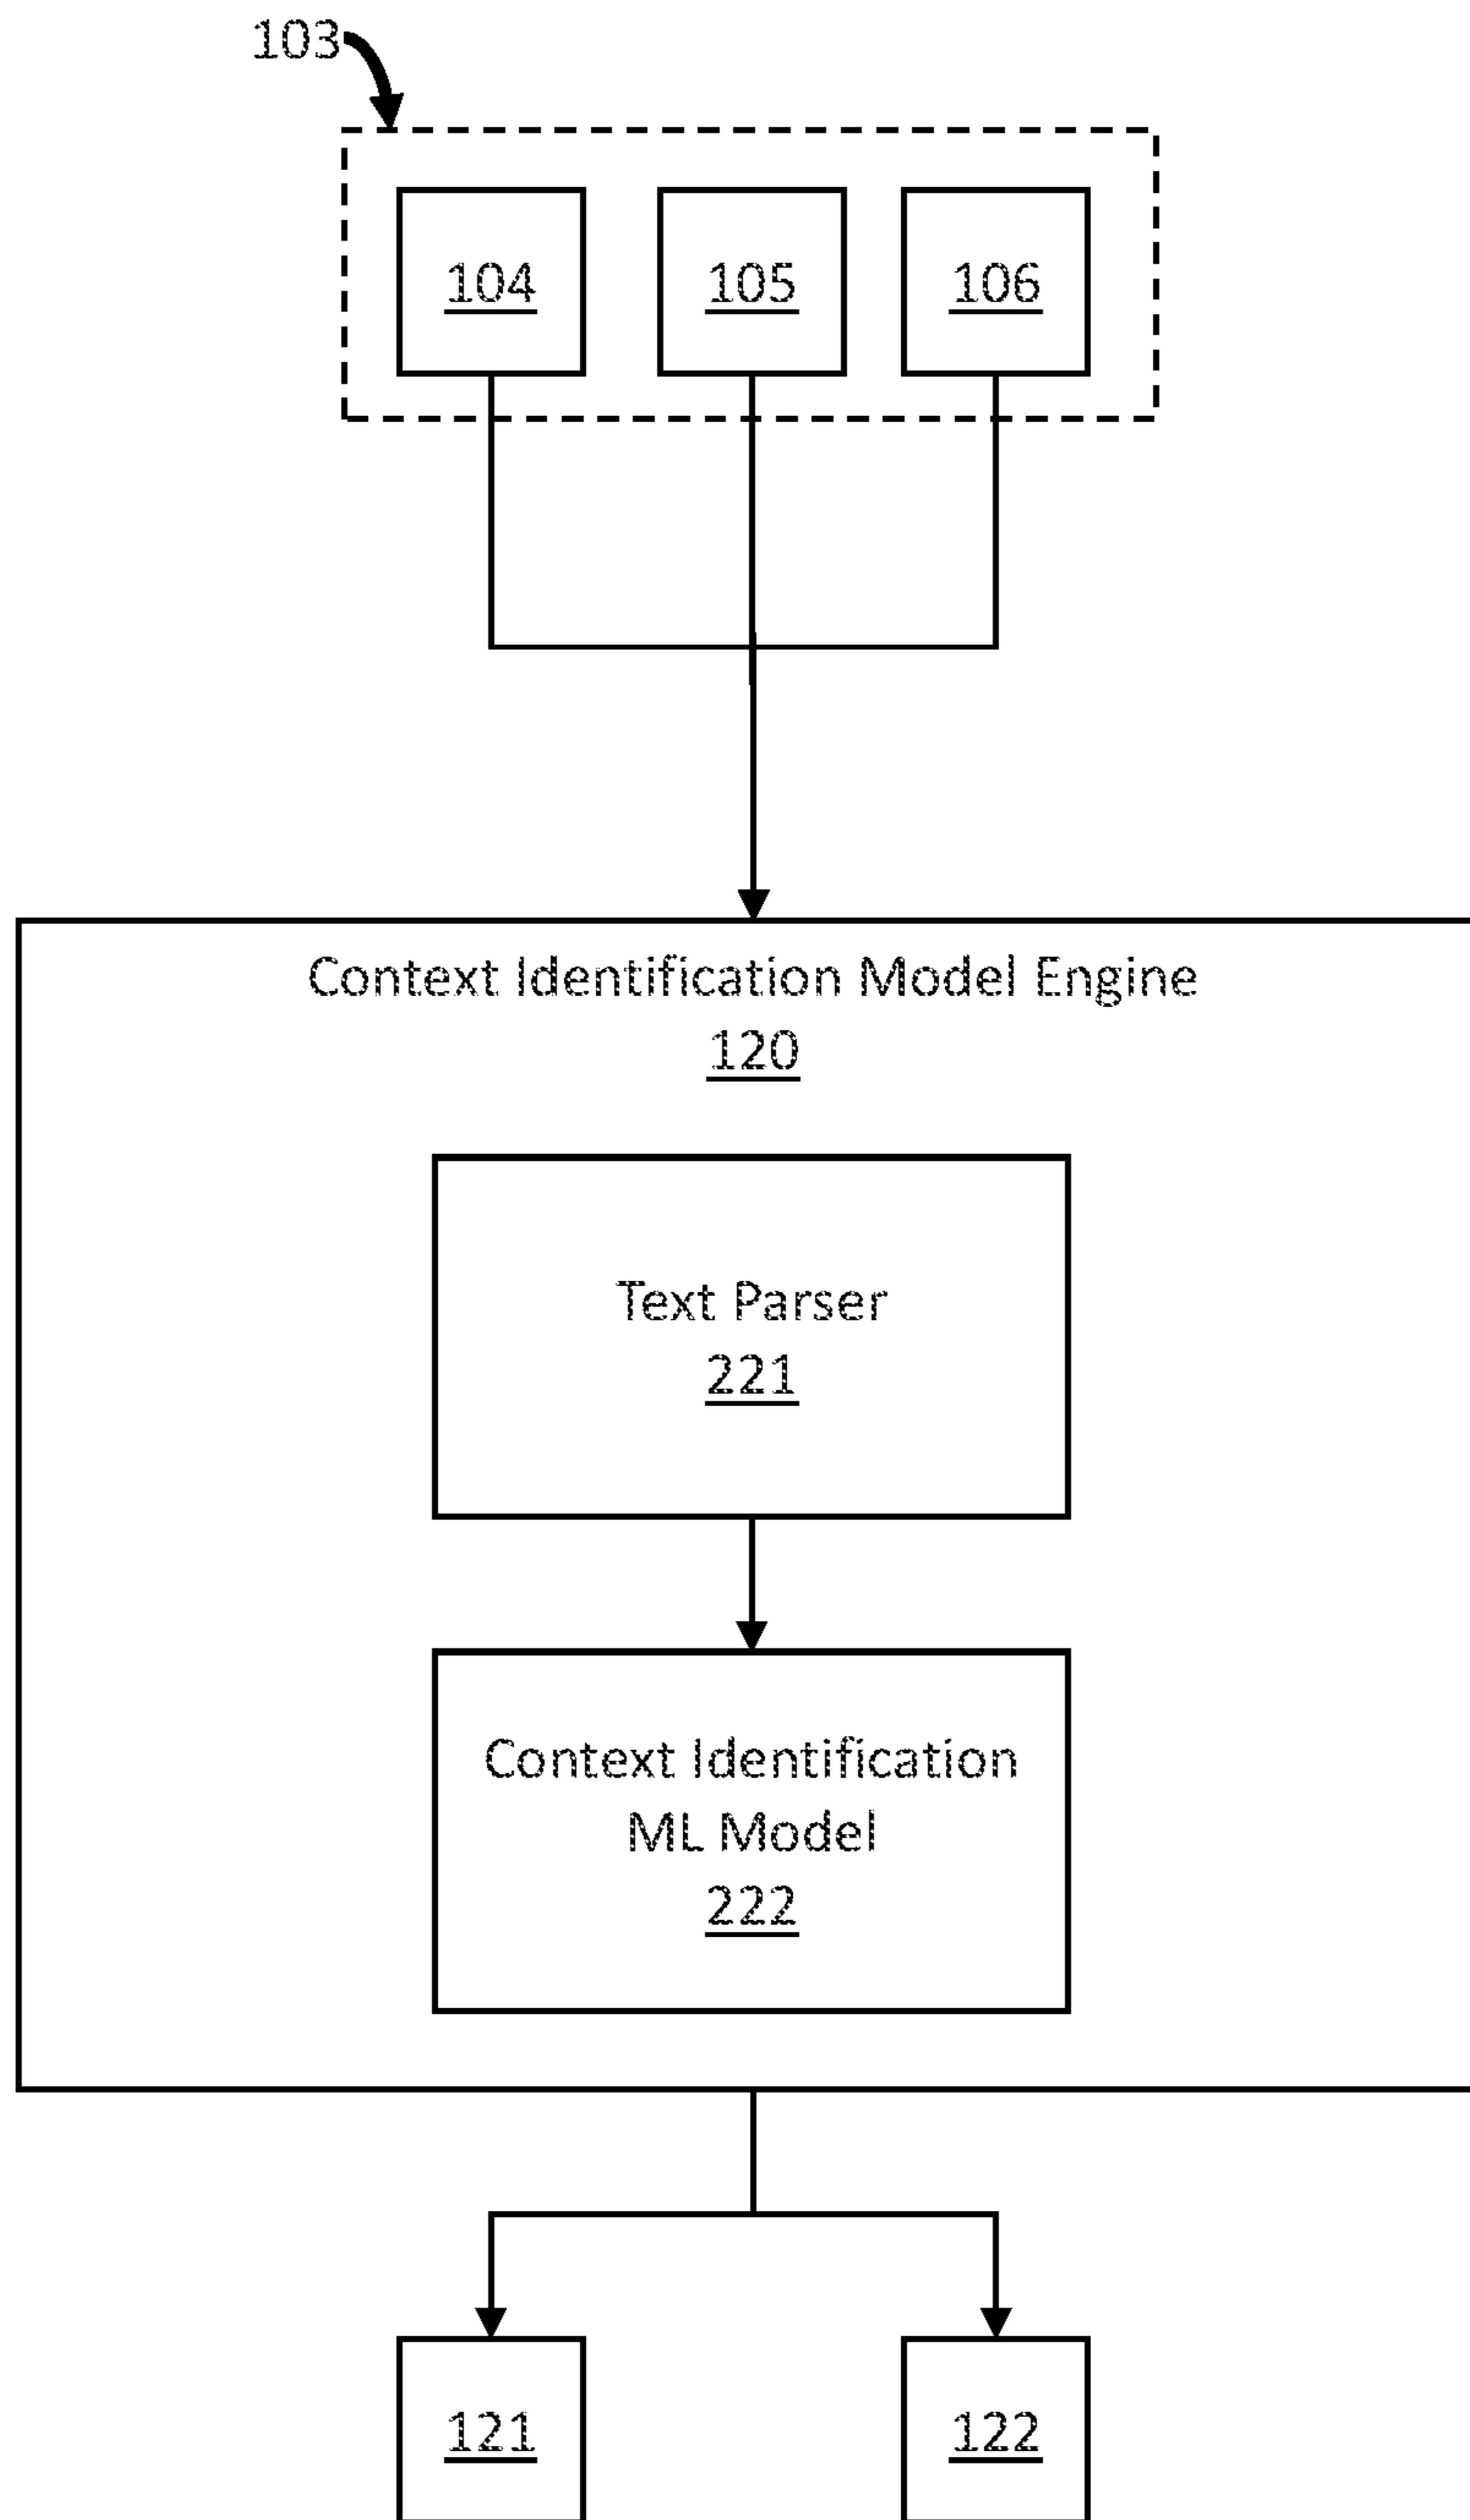 103
104 105 106
Context Identification Model Engine
120
Text Parser
221
Context Identification
ML Model
222
121 122